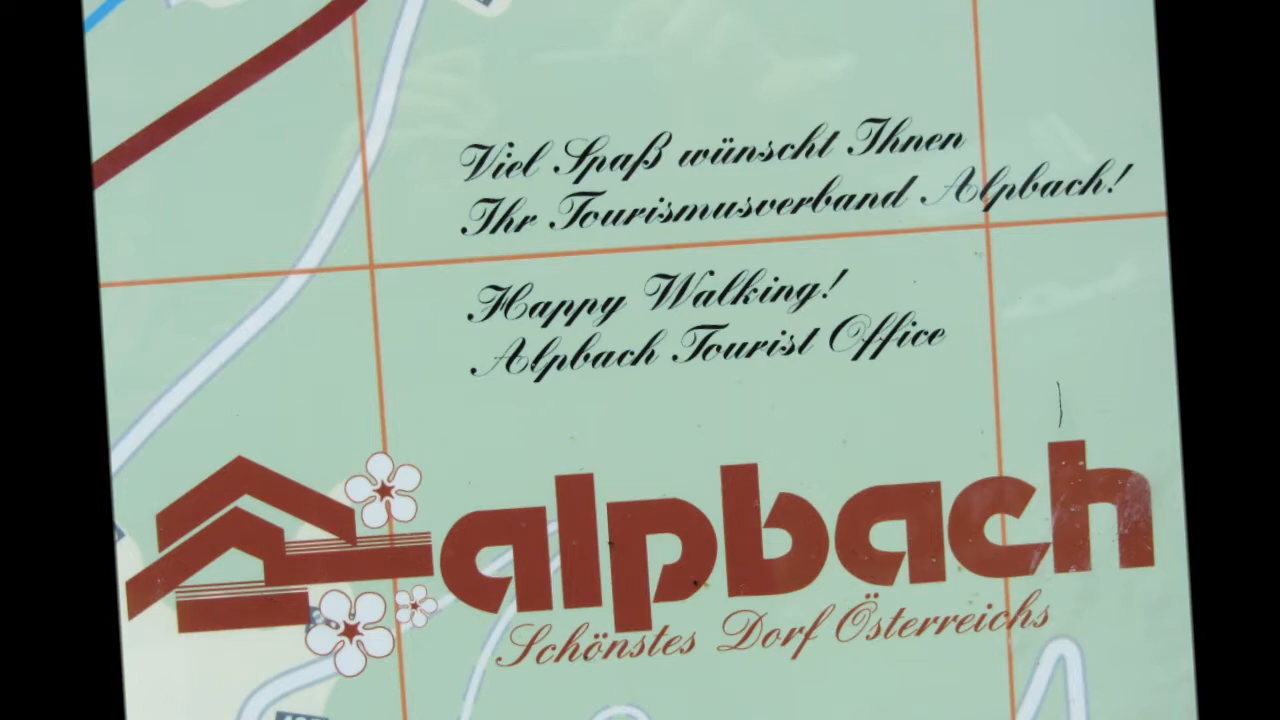 Viel Spaß wünscht Ihnen
Ihr Tourismusverband Alpbach!
Happy Walking!
Alpbach Tourist Office
alpbach
Schönstes Dorf Österreichs